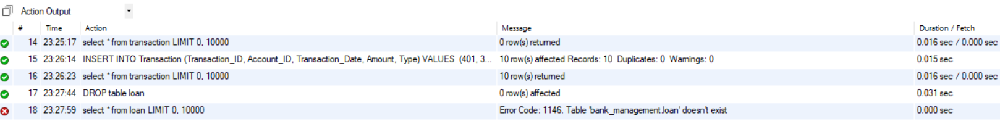 Action Output
# Time Action Message Duration / Fetch
14 23:25:17 select * from transaction LIMIT 0, 10000 0 row(s) returned 0.016 sec / 0.000 sec
15 23:26:14 INSERT INTO Transaction (Transaction_ID, Account_ID, Transaction_Date, Amount, Type) VALUES (401, 3... 10 row(s) affected Records: 10 Duplicates: 0 Warnings: 0 0.015 sec
16 23:26:23 select * from transaction LIMIT 0, 10000 10 row(s) returned 0.016 sec / 0.000 sec
17 23:27:44 DROP table loan 0 row(s) affected 0.031 sec
18 23:27:59 select * from loan LIMIT 0, 10000 Error Code: 1146. Table 'bank_management.loan' doesn't exist 0.000 sec